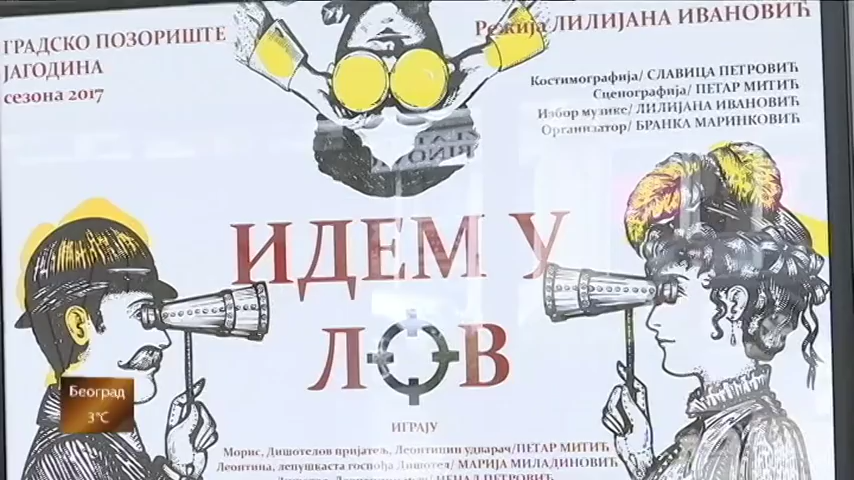 ГРАДСКО ПОЗОРИШТЕ
ЈАГОДИНА
сезона 2017
Режија ЛИЛИЈАНА ИВАНОВИЋ
Костимографија/ СЛАВИЦА ПЕТРОВИЋ
Сценографија/ ПЕТАР МИТИЋ
Избор музике/ ЛИЛИЈАНА ИВАНОВИЋ
Организатор/ БРАНКА МАРИНКОВИЋ
ИДЕМ У
ЛОВ
ИГРАЈУ
Морис, Дишотелов пријатељ, Леонтинин удварач/ПЕТАР МИТИЋ
Леонтина, лепушкаста госпођа Дишотел/ МАРИЈА МИЛАДИНОВИЋ
НЕНАД ПЕТРОВИЋ
Београд
3°C